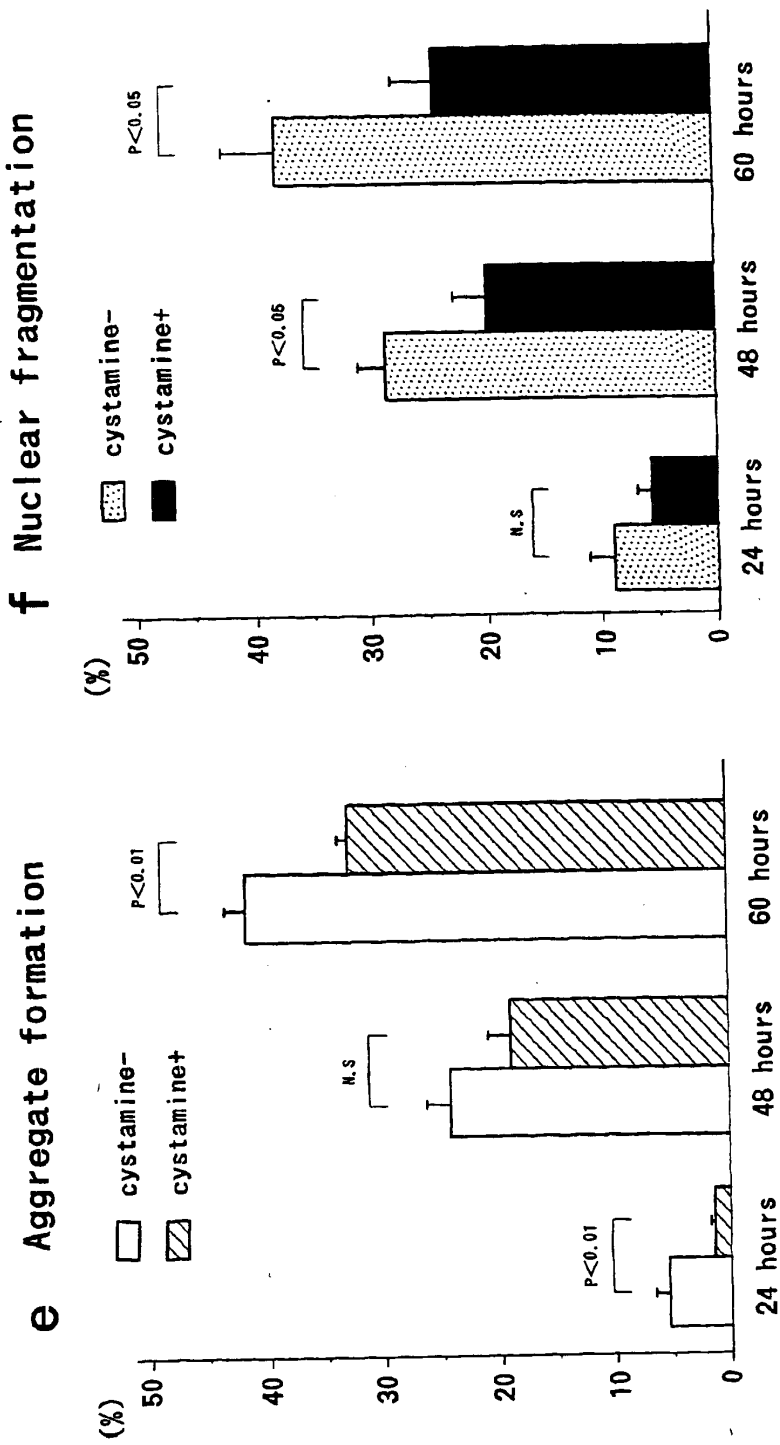 e Aggregate formation
(%)
cystamine-
cystamine+
50
40
30
20
10
0
P<0.01
N.S
P<0.01
24 hours
48 hours
60 hours
f Nuclear fragmentation
(%)
cystamine-
cystamine+
50
40
30
20
10
0
N.S
P<0.05
P<0.05
24 hours
48 hours
60 hours